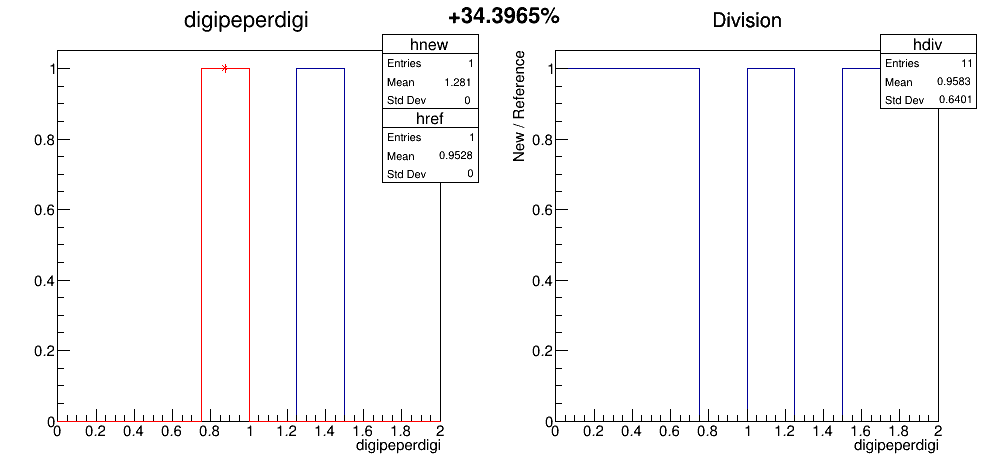 +34.3965%
digipeperdigi
hnew
Entries 1
Mean 1.281
Std Dev 0
href
Entries 1
Mean 0.9528
Std Dev 0
1
0.8
0.6
0.4
0.2
0
0 0.2 0.4 0.6 0.8 1 1.2 1.4 1.6 1.8 2
digipeperdigi
Division
hdiv
Entries 11
Mean 0.9583
Std Dev 0.6401
New / Reference
1
0.8
0.6
0.4
0.2
0
0 0.2 0.4 0.6 0.8 1 1.2 1.4 1.6 1.8 2
digipeperdigi